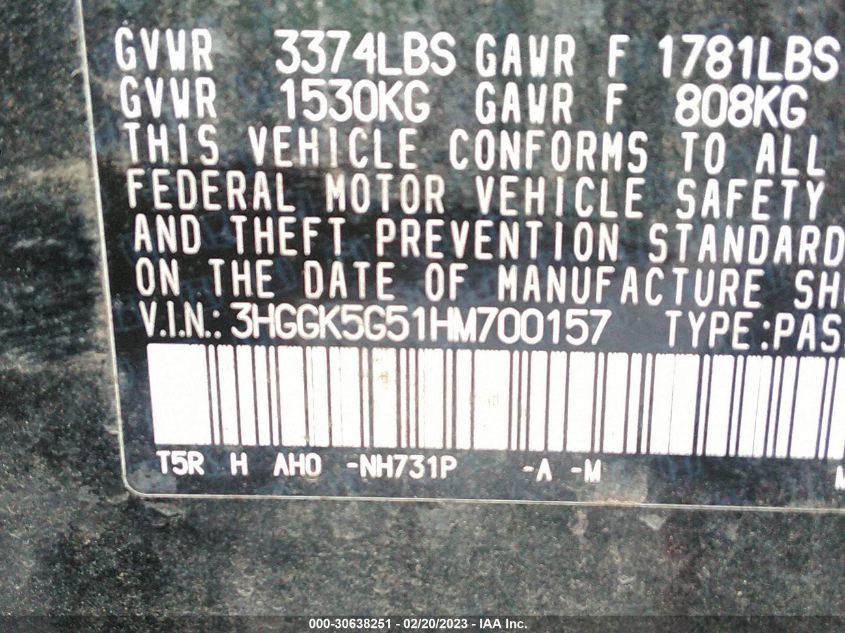 GVWR 3374LBS GAWR F 1781LBS
GVWR 1530KG GAWR F 808KG
THIS VEHICLE CONFORMS TO ALL
FEDERAL MOTOR VEHICLE SAFETY
AND THEFT PREVENTION STANDARD
ON THE DATE OF MANUFACTURE SH
V.I.N.: 3HGGK5G51HM700157 TYPE:PAS
T5R H AHO -NH731P -A -M
000-30638251 - 02/20/2023 - IAA Inc.